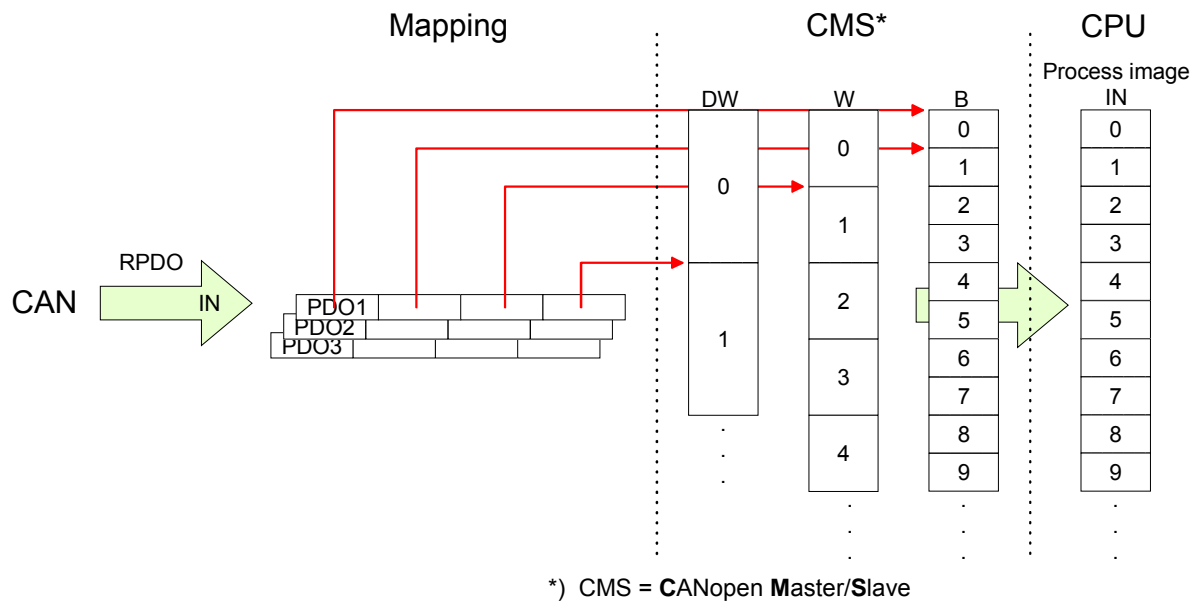 Mapping
CMS*
CPU
Process image
DW
W
B
IN
0
1
0
1
2
3
4
0
1
2
3
4
5
6
7
8
9
0
1
2
3
4
5
6
7
8
9
CAN
RPDO
IN
PDO1
PDO2
PDO3
*) CMS = CANopen Master/Slave